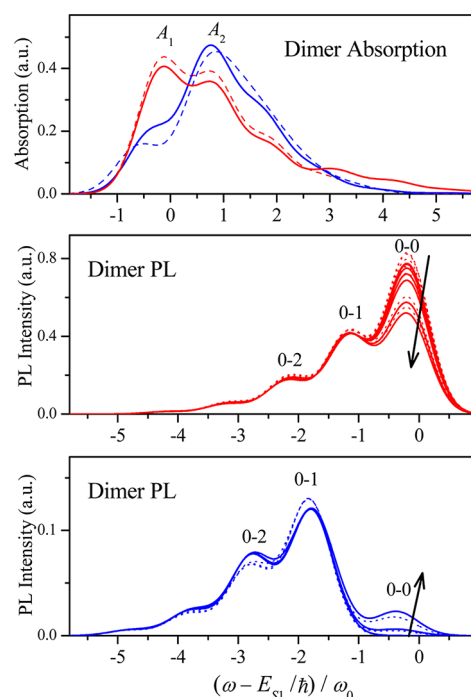 A₁ A₂ Dimer Absorption
Absorption (a.u.)
0.4
0.2
0.0
-1 0 1 2 3 4 5
Dimer PL
0-0
0-1
0-2
PL Intensity (a.u.)
0.8
0.4
0.0
-5 -4 -3 -2 -1 0
Dimer PL
0-1
0-2
0-0
PL Intensity (a.u.)
0.1
0.0
-5 -4 -3 -2 -1 0
(ω – E_S1/ħ) / ω₀